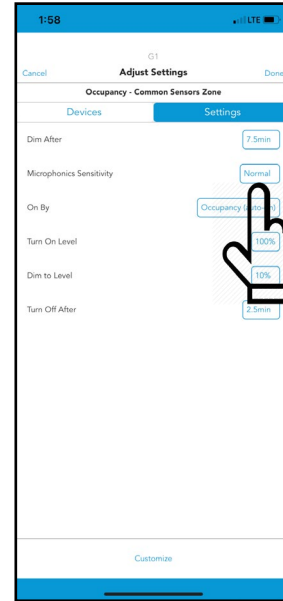 1:58
LTE
G1
Cancel Adjust Settings Done
Occupancy - Common Sensors Zone
Devices Settings
Dim After 7.5min
Microphonics Sensitivity Normal
On By Occupancy (auto-on)
Turn On Level 100%
Dim to Level 10%
Turn Off After 2.5min
Customize